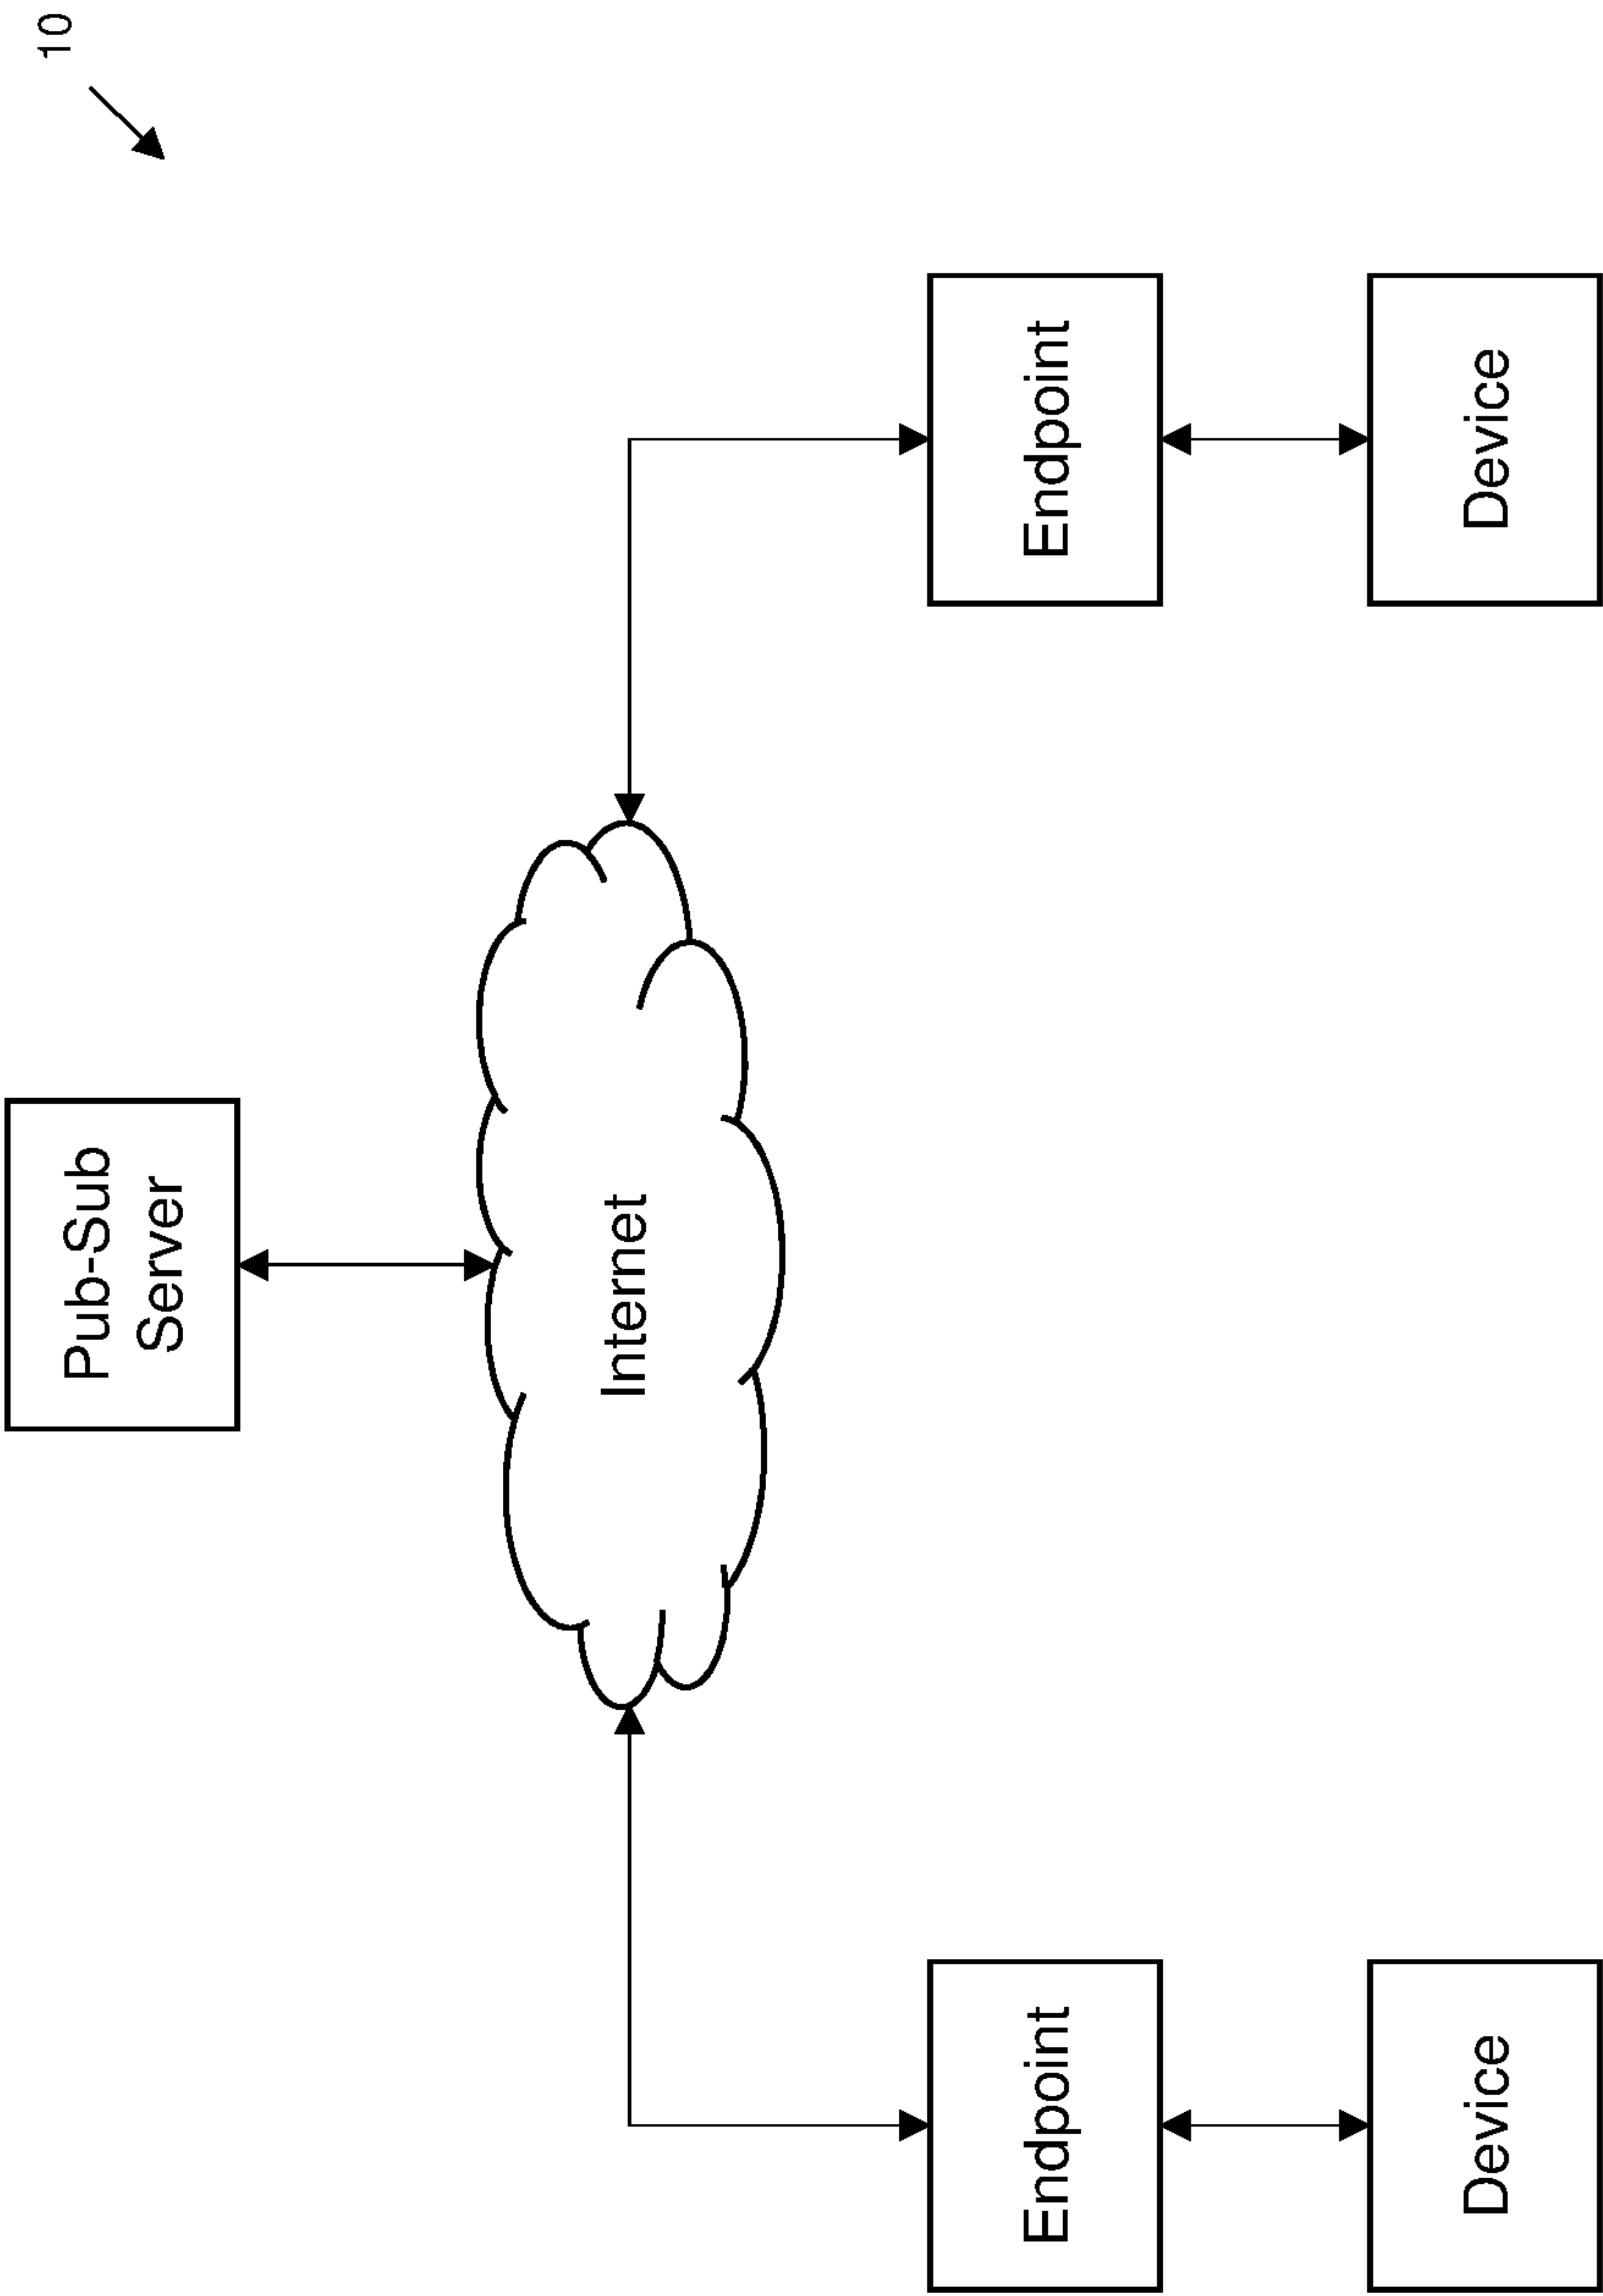 10
Pub-Sub
Server
Internet
Endpoint
Endpoint
Device
Device